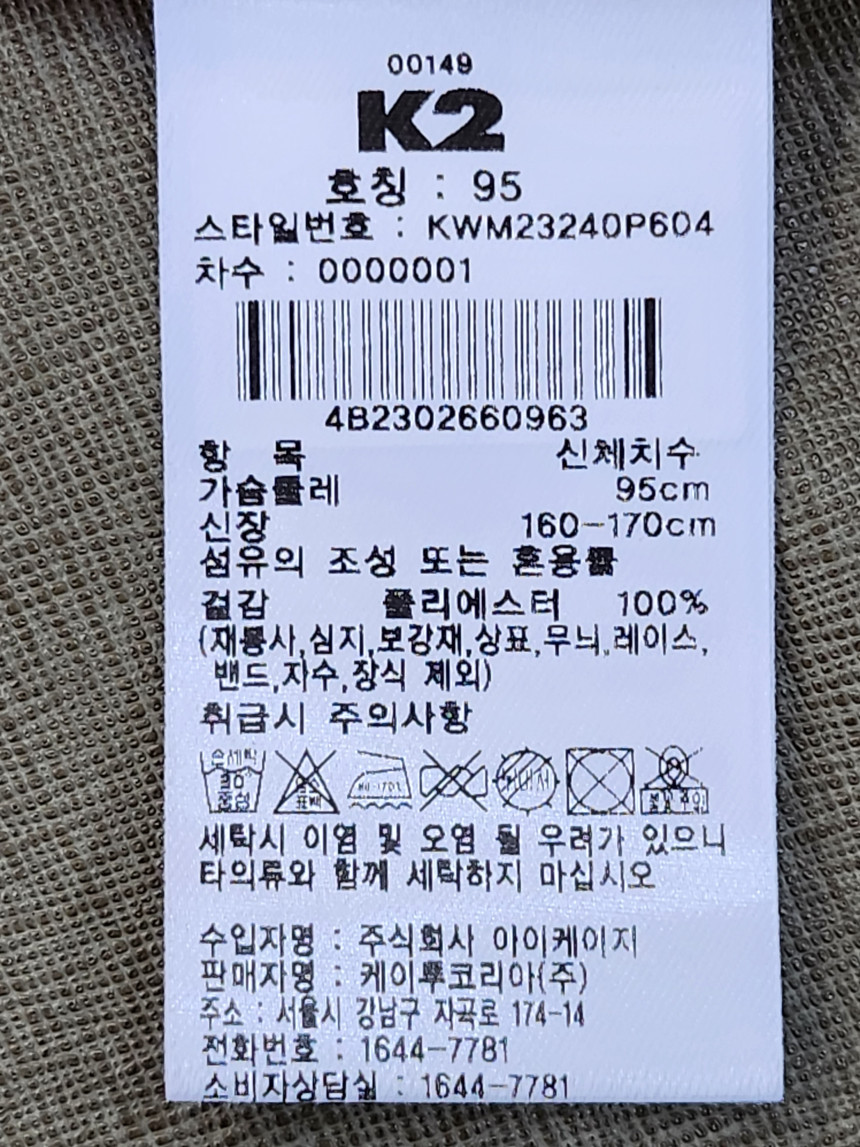 00149
K2
호칭 : 95
스타일번호 : KWM23240P604
차수 : 0000001
4B2302660963
항 목 신체치수
가슴둘레 95cm
신장 160-170cm
섬유의 조성 또는 혼용률
겉감 폴리에스터 100%
(재봉사,심지,보강재,상표,무늬,레이스,
밴드,자수,장식 제외)
취급시 주의사항
손세탁
중성
표백
세탁시 이염 및 오염 될 우려가 있으니
타의류와 함께 세탁하지 마십시오
수입자명 : 주식회사 아이케이지
판매자명 : 케이투코리아(주)
주소 : 서울시 강남구 자곡로 174-14
전화번호 : 1644-7781
소비자상담실 : 1644-7781